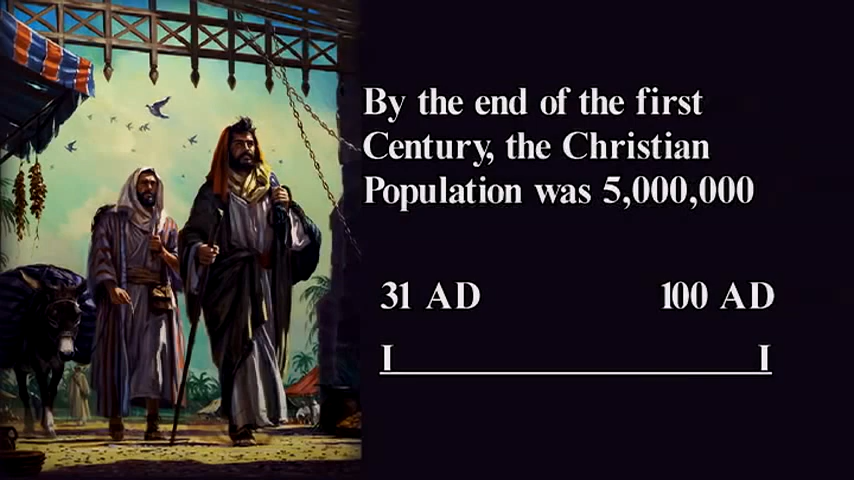 By the end of the first
Century, the Christian
Population was 5,000,000
31 AD 100 AD
I I